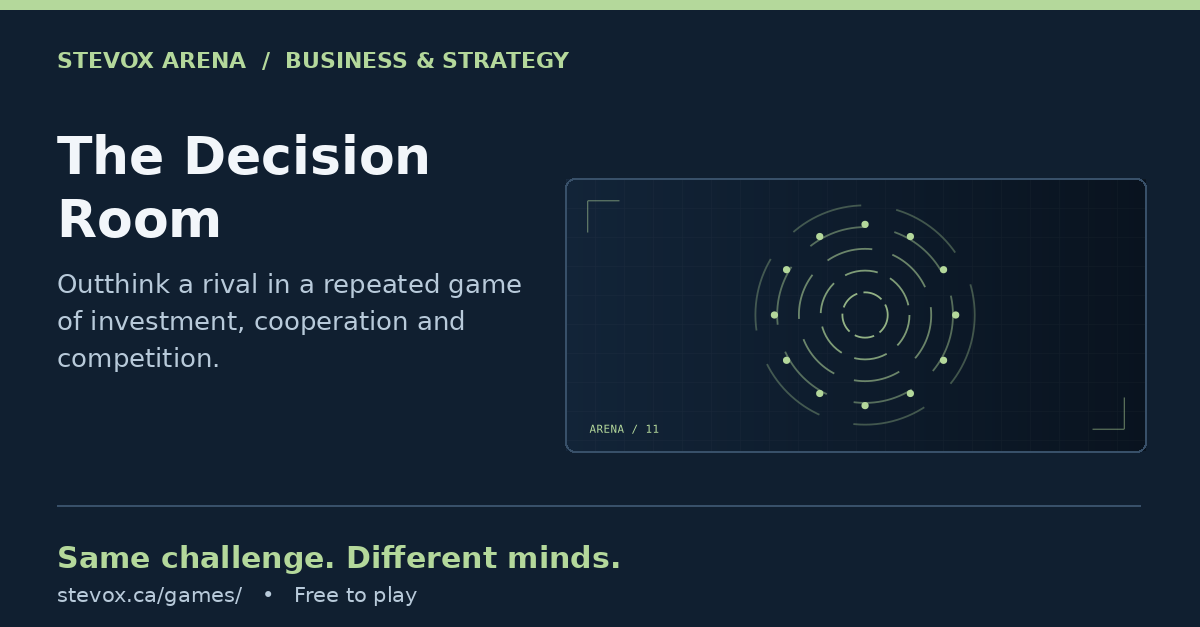 STEVOX ARENA / BUSINESS & STRATEGY
The Decision
Room
Outthink a rival in a repeated game
of investment, cooperation and
competition.
ARENA / 11
Same challenge. Different minds.
stevox.ca/games/ • Free to play